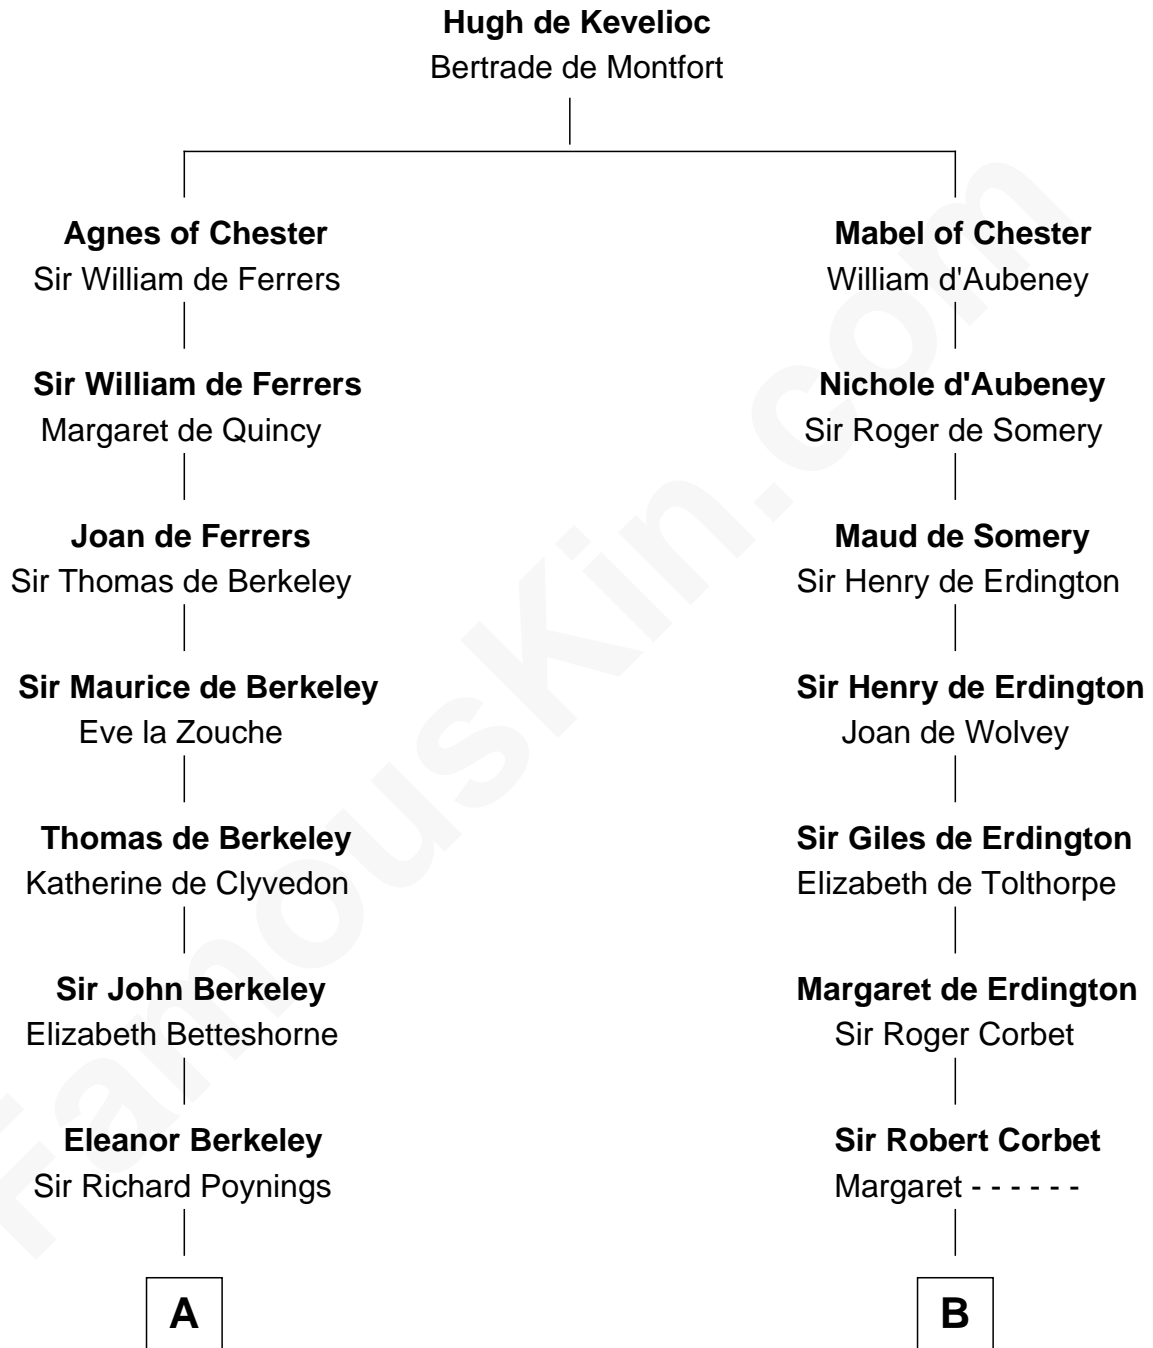 Hugh de Kevelioc
Bertrade de Montfort
Agnes of Chester
Sir William de Ferrers
Mabel of Chester
William d'Aubeney
Sir William de Ferrers
Margaret de Quincy
Nichole d'Aubeney
Sir Roger de Somery
Joan de Ferrers
Sir Thomas de Berkeley
Maud de Somery
Sir Henry de Erdington
Sir Maurice de Berkeley
Eve la Zouche
Sir Henry de Erdington
Joan de Wolvey
Thomas de Berkeley
Katherine de Clyvedon
Sir Giles de Erdington
Elizabeth de Tolthorpe
Sir John Berkeley
Elizabeth Betteshorne
Margaret de Erdington
Sir Roger Corbet
Eleanor Berkeley
Sir Richard Poynings
Sir Robert Corbet
Margaret - - - - - -
A
B
FamousKin.com